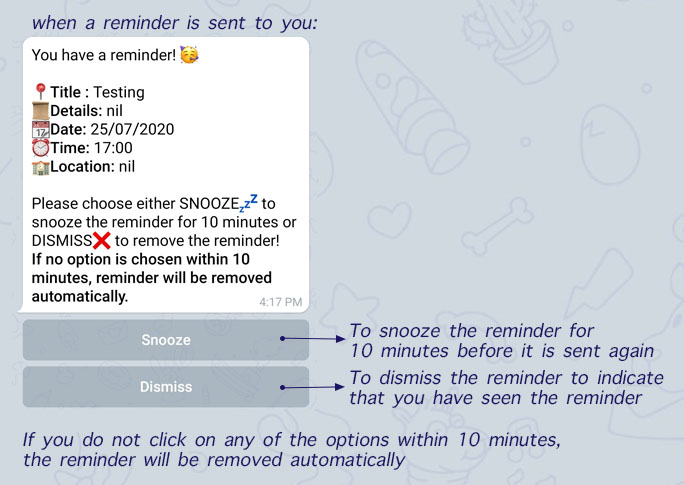 when a reminder is sent to you:
You have a reminder! 🥳
📍Title : Testing
📜Details: nil
📆Date: 25/07/2020
⏰Time: 17:00
🏫Location: nil
Please choose either SNOOZE💤 to
snooze the reminder for 10 minutes or
DISMISS❌ to remove the reminder!
If no option is chosen within 10
minutes, reminder will be removed
automatically.
4:17 PM
Snooze
To snooze the reminder for
10 minutes before it is sent again
Dismiss
To dismiss the reminder to indicate
that you have seen the reminder
If you do not click on any of the options within 10 minutes,
the reminder will be removed automatically